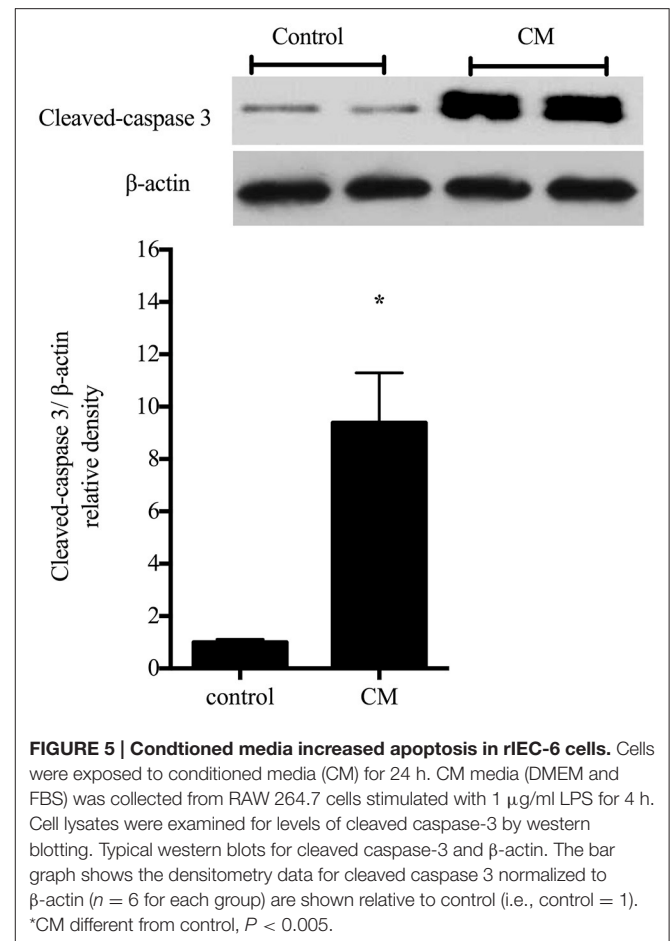 Control CM
Cleaved-caspase 3
β-actin
16
14
12
10
8
6
4
2
0
Cleaved-caspase 3/ β-actin
relative density
*
control CM
FIGURE 5 | Condtioned media increased apoptosis in rIEC-6 cells. Cells
were exposed to conditioned media (CM) for 24 h. CM media (DMEM and
FBS) was collected from RAW 264.7 cells stimulated with 1 μg/ml LPS for 4 h.
Cell lysates were examined for levels of cleaved caspase-3 by western
blotting. Typical western blots for cleaved caspase-3 and β-actin. The bar
graph shows the densitometry data for cleaved caspase 3 normalized to
β-actin (n = 6 for each group) are shown relative to control (i.e., control = 1).
*CM different from control, P < 0.005.